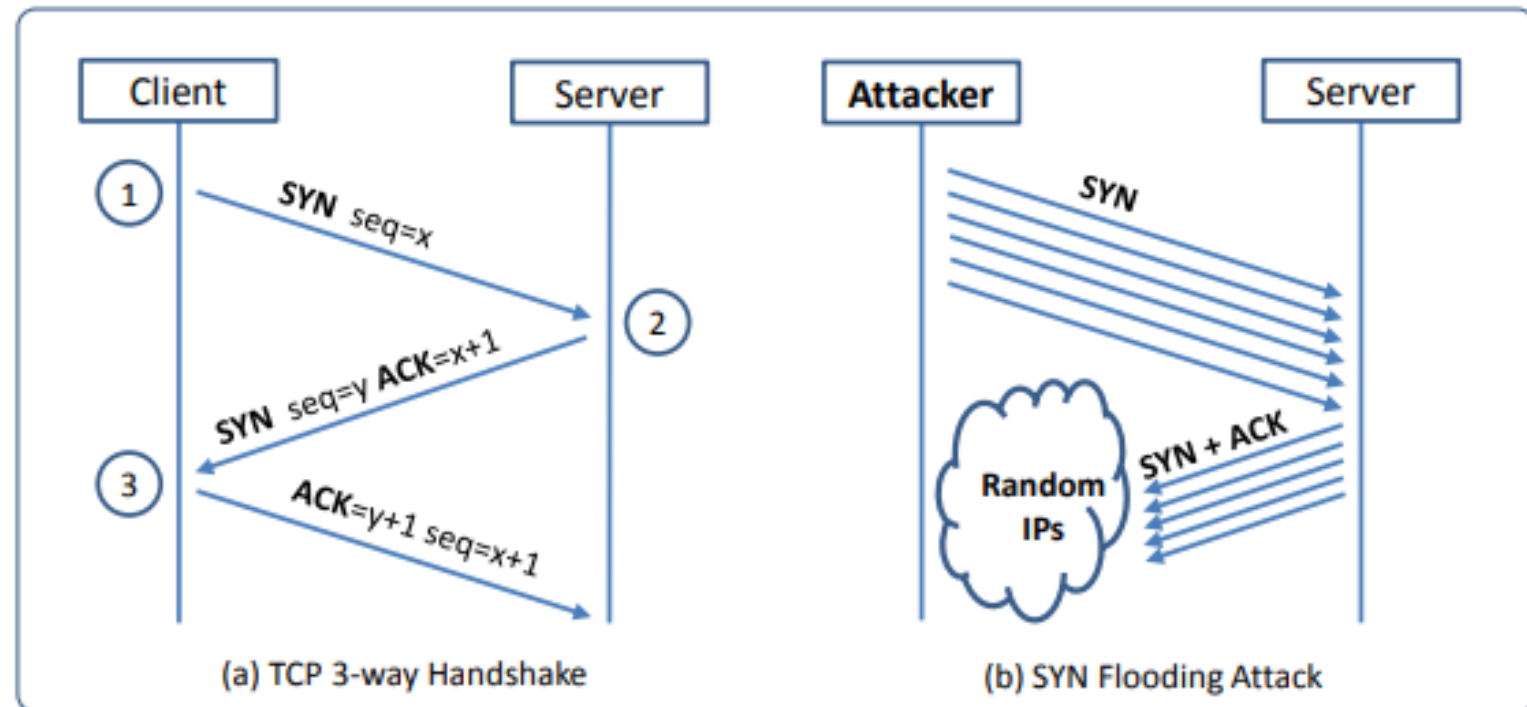 Client
Server
1
SYN seq=x
2
SYN seq=y ACK=x+1
3
ACK=y+1 seq=x+1
(a) TCP 3-way Handshake
Attacker
Server
SYN
SYN + ACK
Random
IPs
(b) SYN Flooding Attack